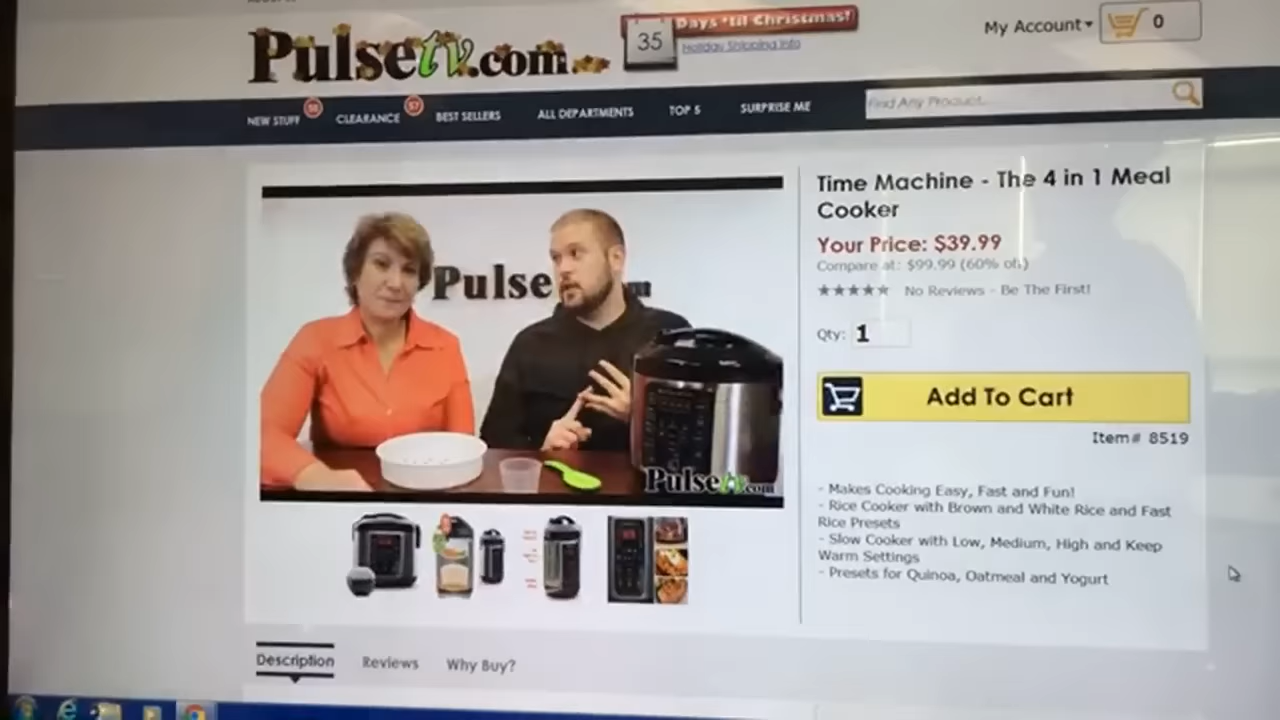 Pulsetv.com
35
Days 'til Christmas!
Holiday Shipping Info
My Account
0
NEW STUFF
CLEARANCE
57
BEST SELLERS
ALL DEPARTMENTS
TOP 5
SURPRISE ME
Find Any Product...
Time Machine - The 4 in 1 Meal
Cooker
Your Price: $39.99
Compare at: $99.99 (60% off)
No Reviews - Be The First!
Qty: 1
Add To Cart
Item# 8519
- Makes Cooking Easy, Fast and Fun!
- Rice Cooker with Brown and White Rice and Fast
Rice Presets
- Slow Cooker with Low, Medium, High and Keep
Warm Settings
- Presets for Quinoa, Oatmeal and Yogurt
Pulse
Pulsetv.com
Description
Reviews
Why Buy?